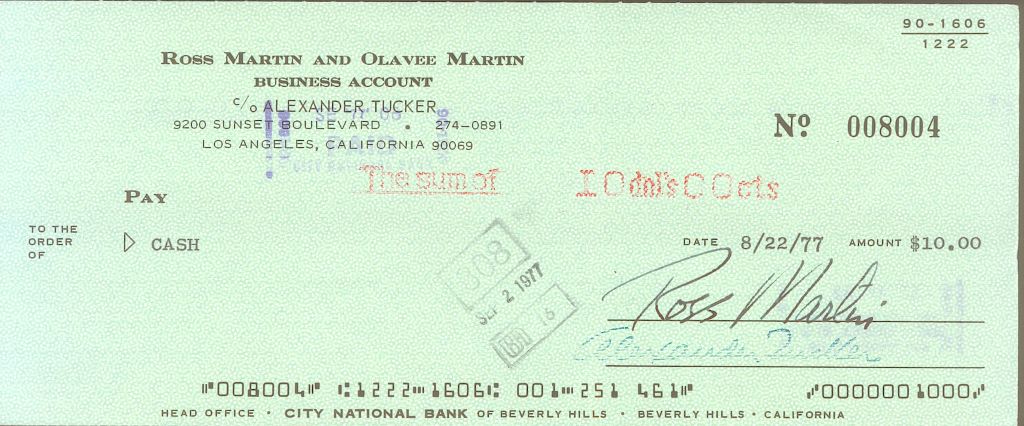 90-1606
1222
ROSS MARTIN AND OLAVEE MARTIN
BUSINESS ACCOUNT
c/o ALEXANDER TUCKER
9200 SUNSET BOULEVARD • 274-0891
LOS ANGELES, CALIFORNIA 90069
Nº 008004
The sum of 10 dol's 00 cts
PAY
TO THE
ORDER
OF
CASH
DATE 8/22/77 AMOUNT $10.00
308
SEP 2 1977
16
Ross Martin
Alexander Tucker
⑈008004⑈ ⑆1222⑉1606⑆ 001⑉251 461⑈ ⑇0000001000⑇
HEAD OFFICE • CITY NATIONAL BANK OF BEVERLY HILLS • BEVERLY HILLS • CALIFORNIA